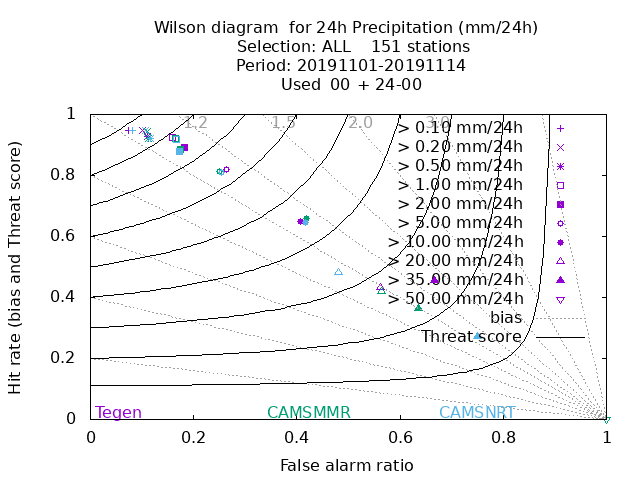 Wilson diagram  for 24h Precipitation (mm/24h)
Selection: ALL    151 stations
Period: 20191101-20191114
Used  00 + 24-00
Hit rate (bias and Threat score)
1
0.8
0.6
0.4
0.2
0
1.2
1.5
2.0
3.0
> 0.10 mm/24h
> 0.20 mm/24h
> 0.50 mm/24h
> 1.00 mm/24h
> 2.00 mm/24h
> 5.00 mm/24h
> 10.00 mm/24h
> 20.00 mm/24h
> 35.00 mm/24h
> 50.00 mm/24h
bias
Threat score
Tegen
CAMSMMR
CAMSNRT
0
0.2
0.4
0.6
0.8
1
False alarm ratio